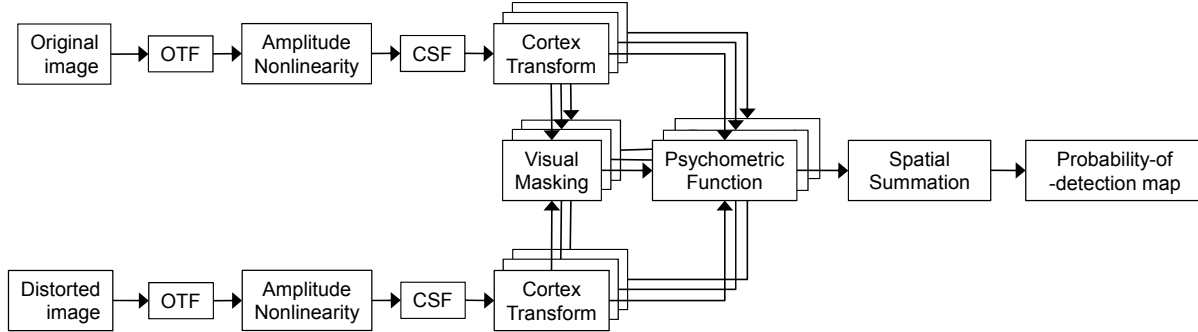 Original
image
OTF
Amplitude
Nonlinearity
CSF
Cortex
Transform
Visual
Masking
Psychometric
Function
Spatial
Summation
Probability-of
-detection map
Distorted
image
OTF
Amplitude
Nonlinearity
CSF
Cortex
Transform